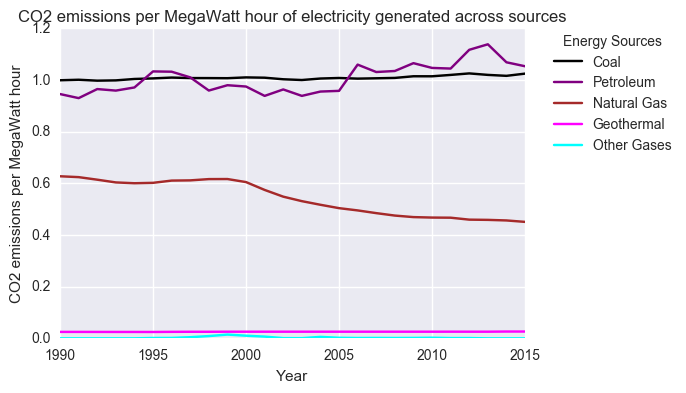 CO2 emissions per MegaWatt hour of electricity generated across sources
1.2
1.0
0.8
0.6
0.4
0.2
0.0
CO2 emissions per MegaWatt hour
1990
1995
2000
2005
2010
2015
Year
Energy Sources
Coal
Petroleum
Natural Gas
Geothermal
Other Gases